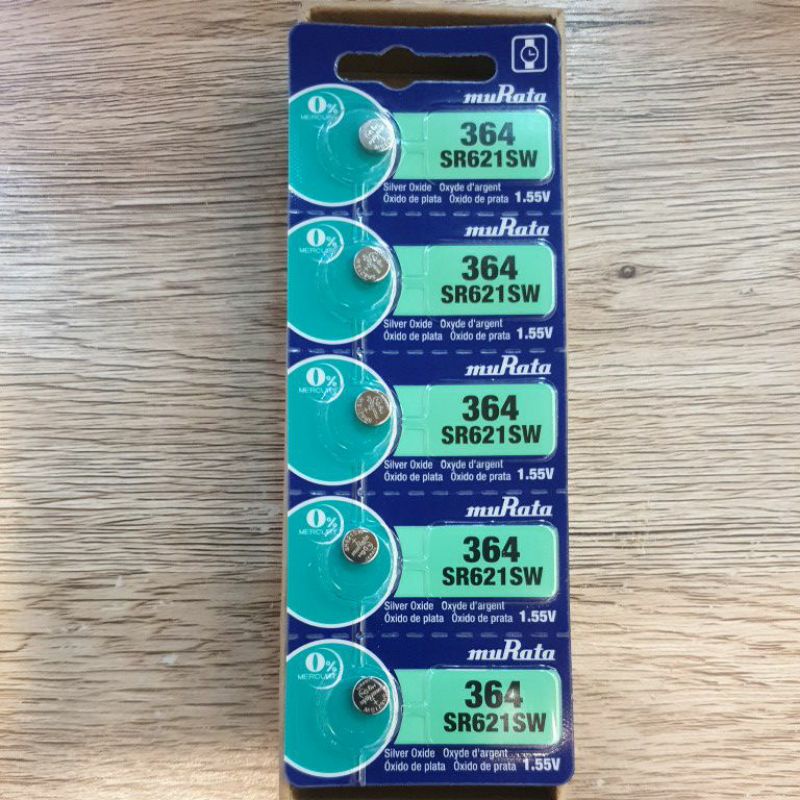 muRata
0%
MERCURY
364
SR621SW
Silver Oxide Oxyde d'argent
Óxido de plata Óxido de prata 1.55V
muRata
0%
MERCURY
364
SR621SW
Silver Oxide Oxyde d'argent
Óxido de plata Óxido de prata 1.55V
muRata
0%
MERCURY
364
SR621SW
Silver Oxide Oxyde d'argent
Óxido de plata Óxido de prata 1.55V
muRata
0%
MERCURY
364
SR621SW
Silver Oxide Oxyde d'argent
Óxido de plata Óxido de prata 1.55V
muRata
0%
MERCURY
364
SR621SW
Silver Oxide Oxyde d'argent
Óxido de plata Óxido de prata 1.55V